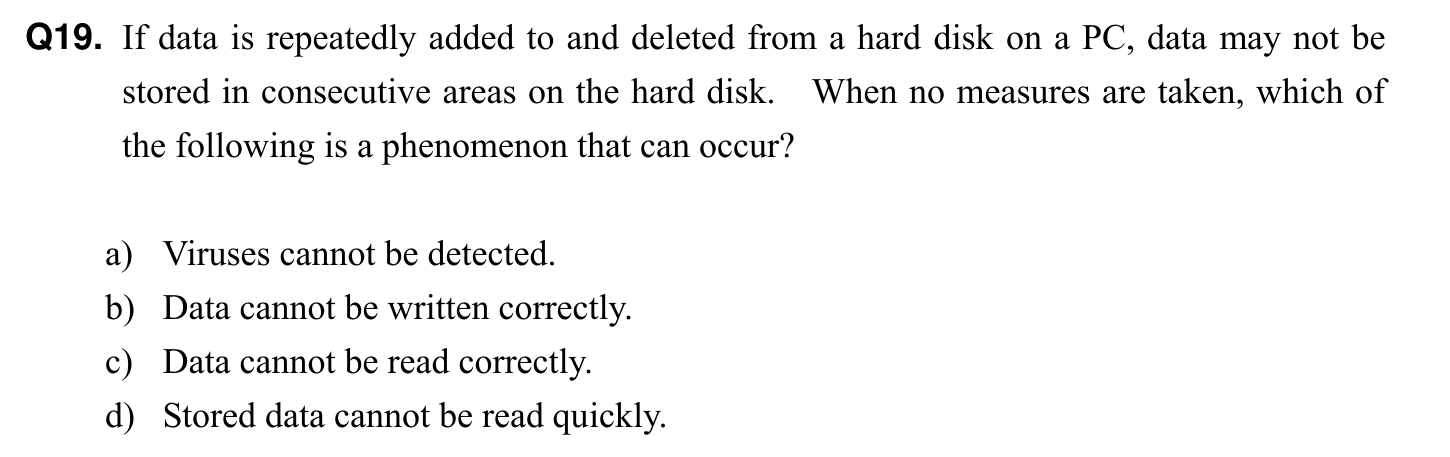 Q19. If data is repeatedly added to and deleted from a hard disk on a PC, data may not be
stored in consecutive areas on the hard disk. When no measures are taken, which of
the following is a phenomenon that can occur?
a) Viruses cannot be detected.
b) Data cannot be written correctly.
c) Data cannot be read correctly.
d) Stored data cannot be read quickly.